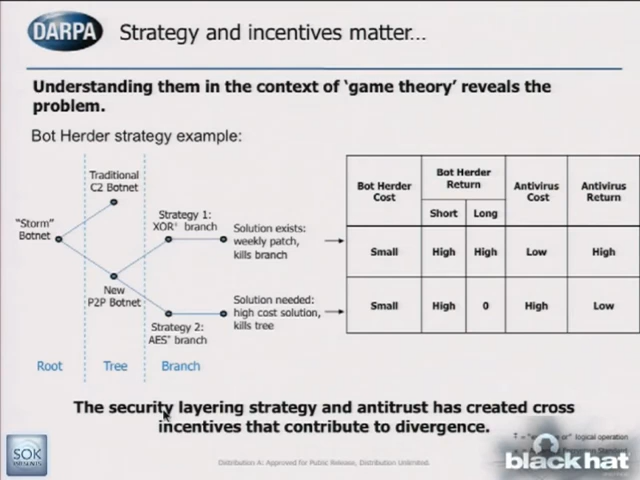 DARPA
Strategy and incentives matter...
Understanding them in the context of 'game theory' reveals the
problem.
Bot Herder strategy example:
"Storm"
Botnet
Traditional
C2 Botnet
New
P2P Botnet
Strategy 1:
XOR‡ branch
Strategy 2:
AES* branch
Solution exists:
weekly patch,
kills branch
Solution needed:
high cost solution,
kills tree
Root
Tree
Branch
Bot Herder
Cost
Bot Herder
Return
Short
Long
Antivirus
Cost
Antivirus
Return
Small High High Low High
Small High 0 High Low
The security layering strategy and antitrust has created cross
incentives that contribute to divergence.
logical operation
SOK
PRESENTS
Distribution A: Approved for Public Release, Distribution Unlimited.
black hat